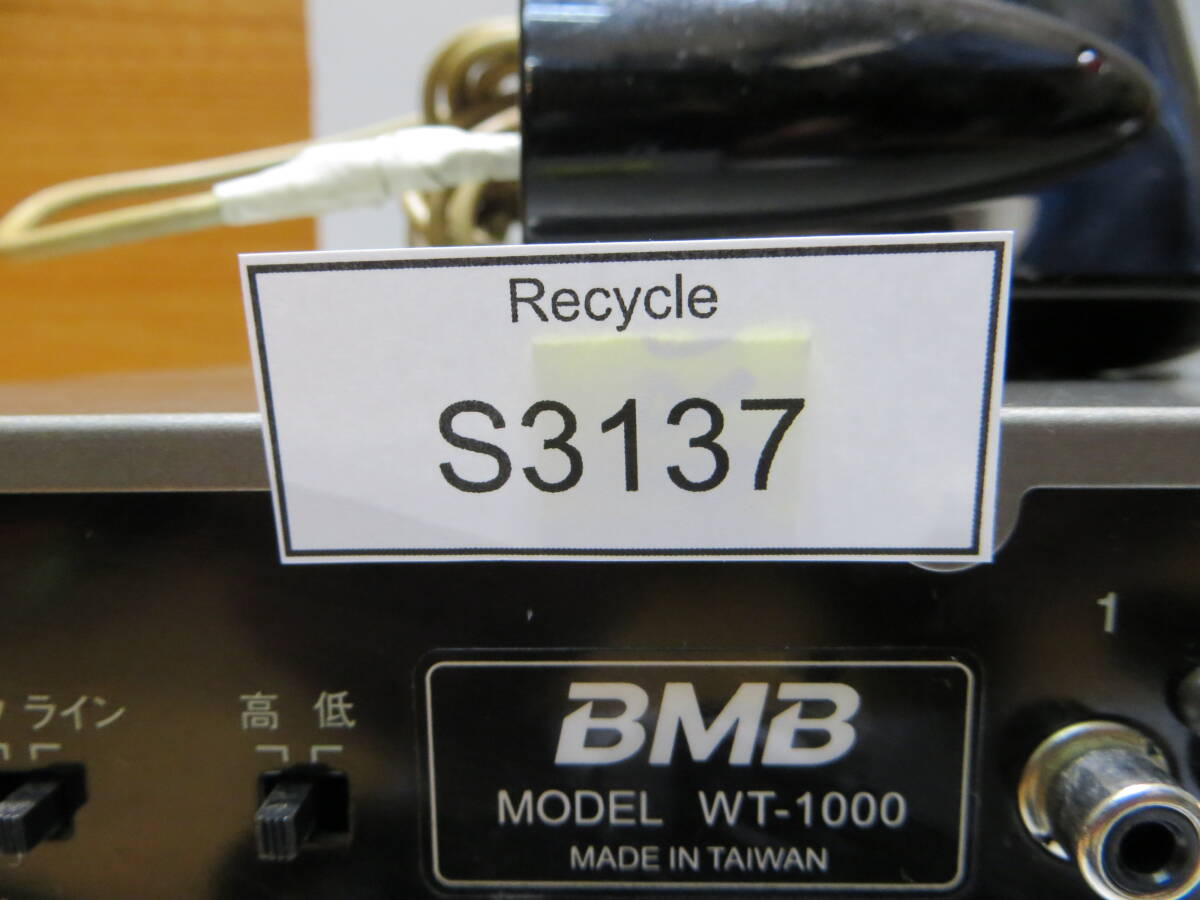 Recycle
S3137
1
ライン
高 低
BMB
MODEL WT-1000
MADE IN TAIWAN